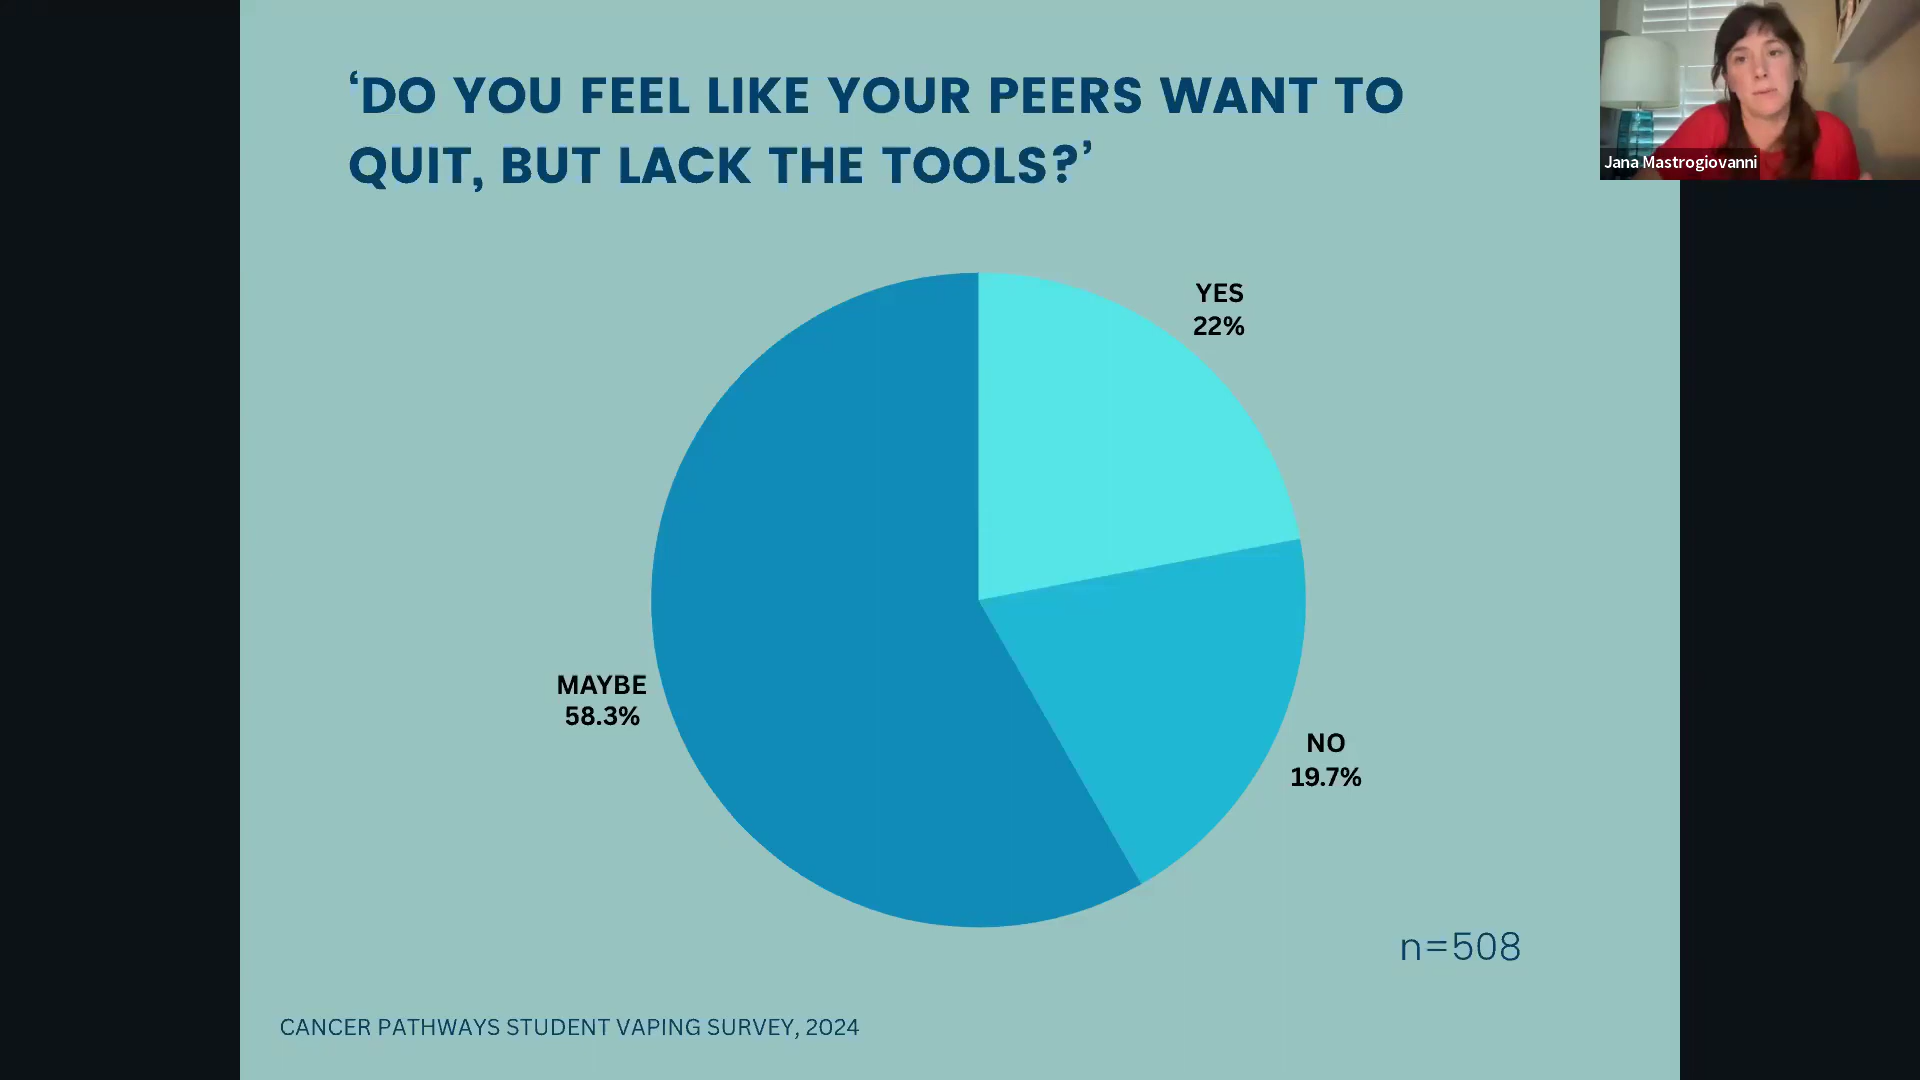 ‘DO YOU FEEL LIKE YOUR PEERS WANT TO
QUIT, BUT LACK THE TOOLS?’
Jana Mastrogiovanni
YES
22%
MAYBE
58.3%
NO
19.7%
n=508
CANCER PATHWAYS STUDENT VAPING SURVEY, 2024